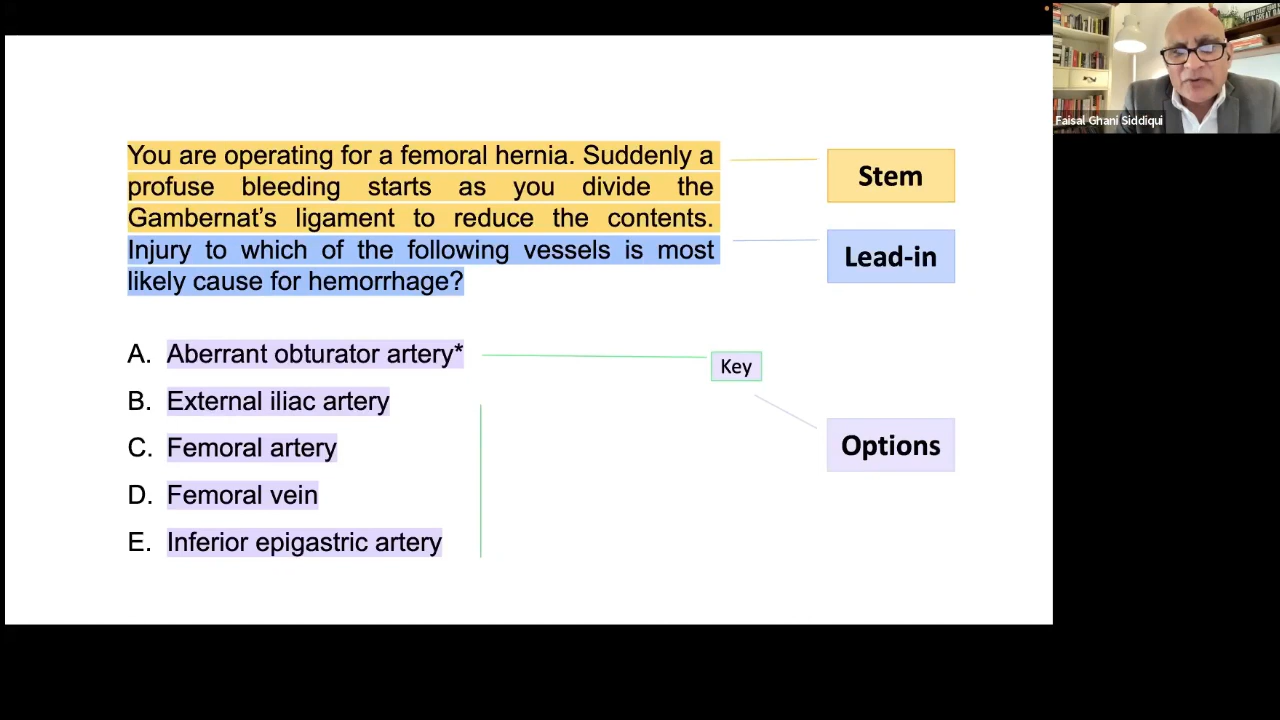 You are operating for a femoral hernia. Suddenly a
profuse bleeding starts as you divide the
Gambernat's ligament to reduce the contents.
Injury to which of the following vessels is most
likely cause for hemorrhage?
Stem
Lead-in
A. Aberrant obturator artery*
B. External iliac artery
C. Femoral artery
D. Femoral vein
E. Inferior epigastric artery
Key
Options
Faisal Ghani Siddiqui